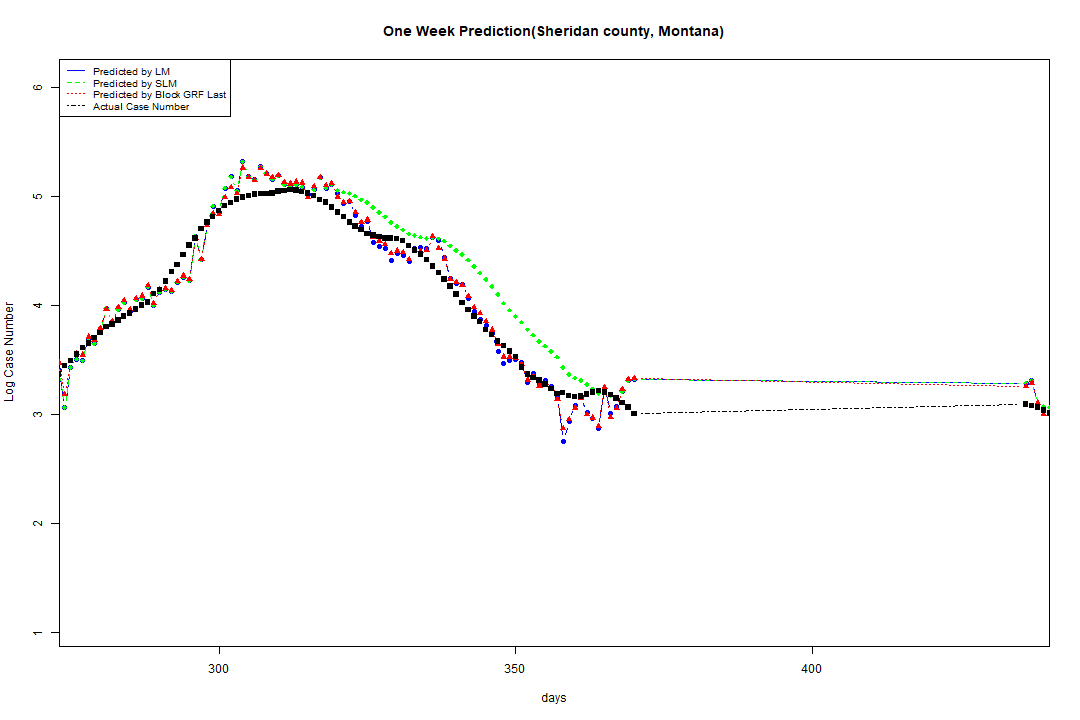 One Week Prediction(Sheridan county, Montana)
Predicted by LM
Predicted by SLM
Predicted by Block GRF Last
Actual Case Number
6
5
4
3
2
1
Log Case Number
300 350 400
days